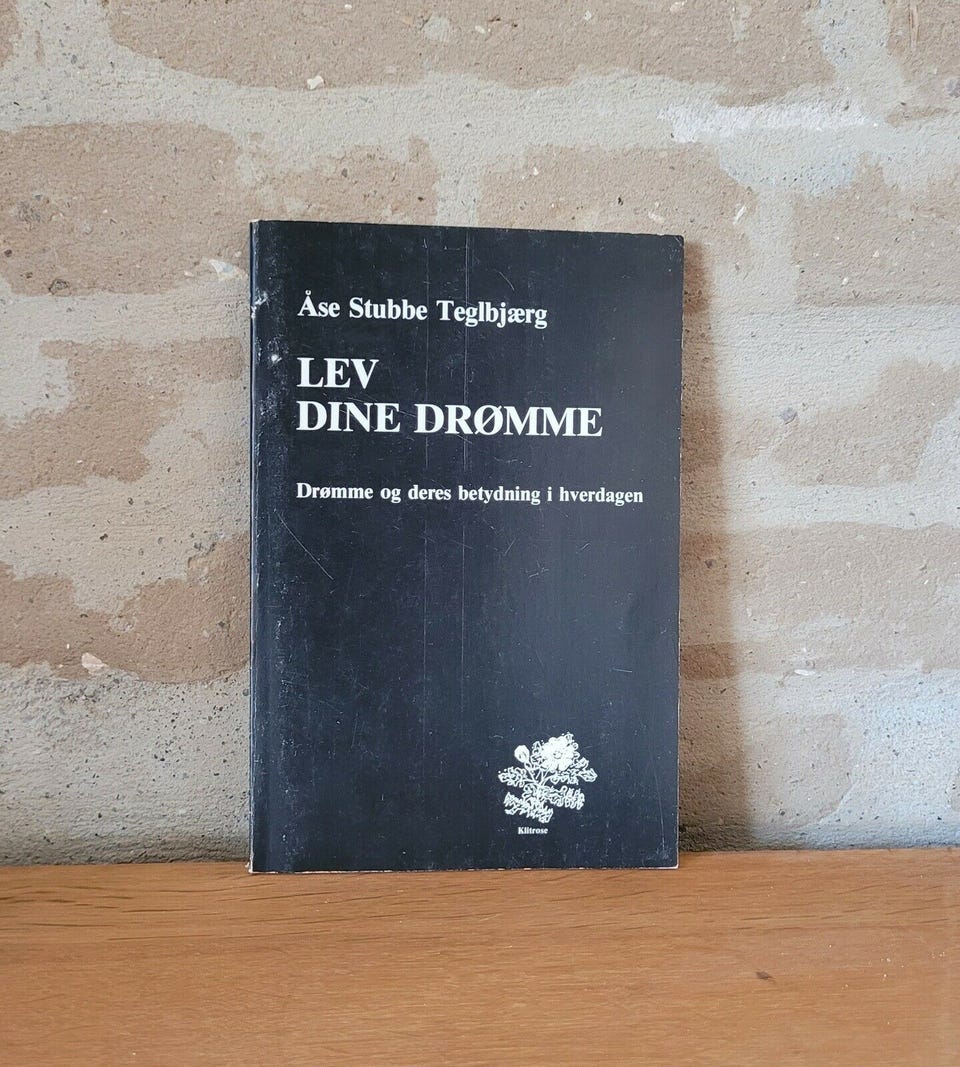 Åse Stubbe Teglbjærg
LEV
DINE DRØMME
Drømme og deres betydning i hverdagen
Klitrose